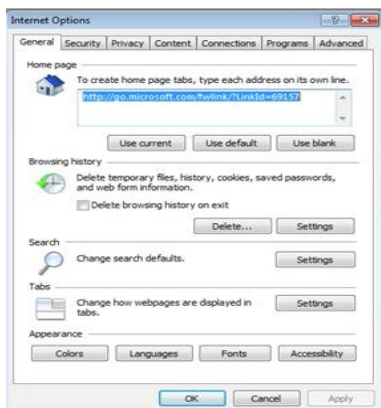 Internet Options
General Security Privacy Content Connections Programs Advanced
Home page
To create home page tabs, type each address on its own line.
http://go.microsoft.com/fwlink/?LinkId=69157
Use current Use default Use blank
Browsing history
Delete temporary files, history, cookies, saved passwords,
and web form information.
Delete browsing history on exit
Delete... Settings
Search
Change search defaults. Settings
Tabs
Change how webpages are displayed in
tabs. Settings
Appearance
Colors Languages Fonts Accessibility
OK Cancel Apply